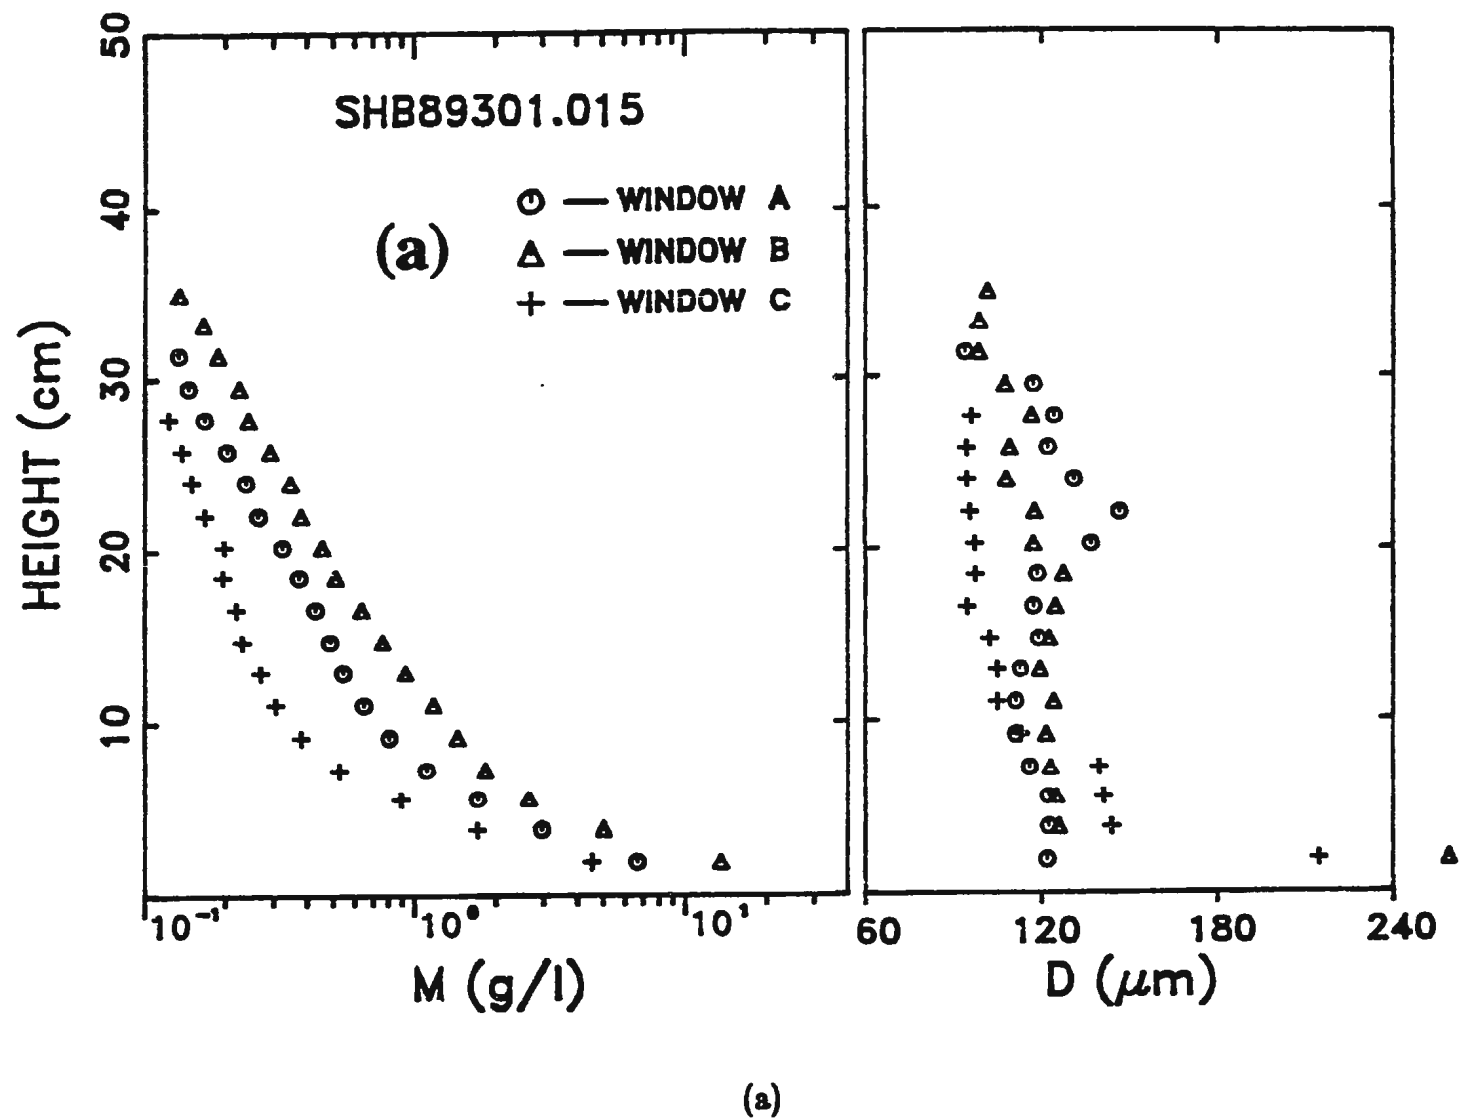 SHB89301.015
(a)
WINDOW A
WINDOW B
WINDOW C
HEIGHT (cm)
50
40
30
20
10
10⁻¹ 10⁰ 10¹
M (g/l)
60 120 180 240
D (μm)
(a)